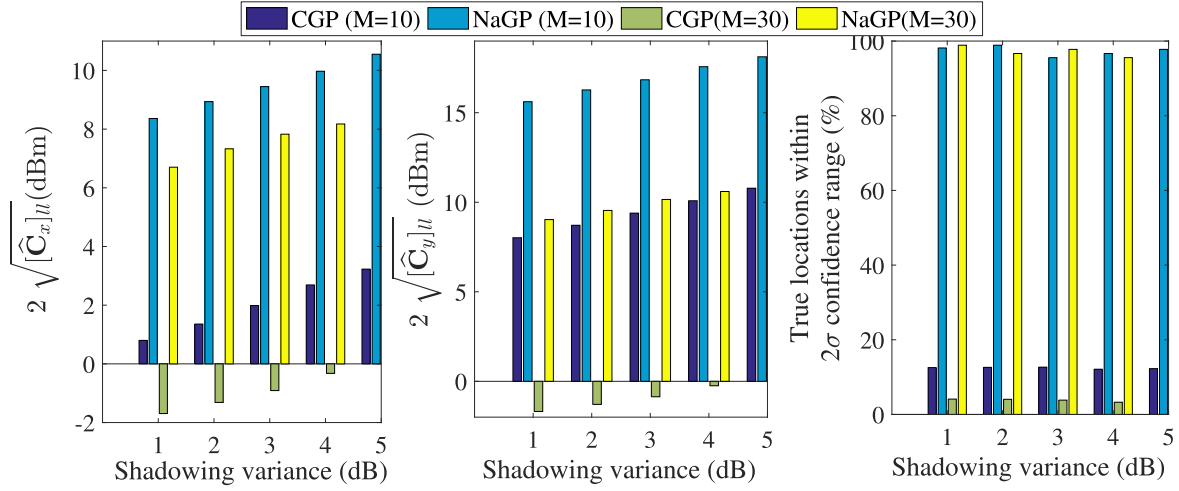 CGP (M=10) NaGP (M=10) CGP(M=30) NaGP(M=30)
10
8
6
4
2
0
-2
1 2 3 4 5
Shadowing variance (dB)
2 √[Ĉx]ll(dBm)
15
10
5
0
1 2 3 4 5
Shadowing variance (dB)
2 √[Ĉy]ll (dBm)
100
80
60
40
20
0
1 2 3 4 5
Shadowing variance (dB)
True locations within
2σ confidence range (%)